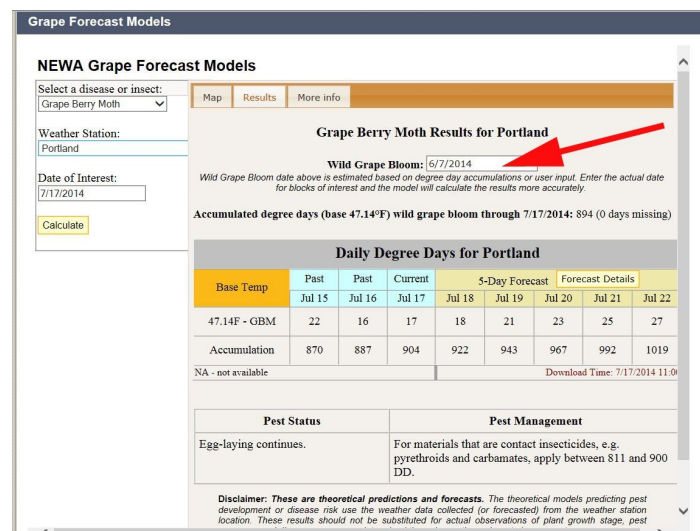 Grape Forecast Models
NEWA Grape Forecast Models
Select a disease or insect:
Grape Berry Moth
Weather Station:
Portland
Date of Interest:
7/17/2014
Calculate
Map Results More info
Grape Berry Moth Results for Portland
Wild Grape Bloom: 6/7/2014
Wild Grape Bloom date above is estimated based on degree day accumulations or user input. Enter the actual date
for blocks of interest and the model will calculate the results more accurately.
Accumulated degree days (base 47.14°F) wild grape bloom through 7/17/2014: 894 (0 days missing)
Daily Degree Days for Portland
Base Temp Past Past Current 5-Day Forecast Forecast Details
Jul 15 Jul 16 Jul 17 Jul 18 Jul 19 Jul 20 Jul 21 Jul 22
47.14F - GBM 22 16 17 18 21 23 25 27
Accumulation 870 887 904 922 943 967 992 1019
NA - not available Download Time: 7/17/2014 11:0
Pest Status Pest Management
Egg-laying continues. For materials that are contact insecticides, e.g.
pyrethroids and carbamates, apply between 811 and 900
DD.
Disclaimer: These are theoretical predictions and forecasts. The theoretical models predicting pest
development or disease risk use the weather data collected (or forecasted) from the weather station
location. These results should not be substituted for actual observations of plant growth stage, pest